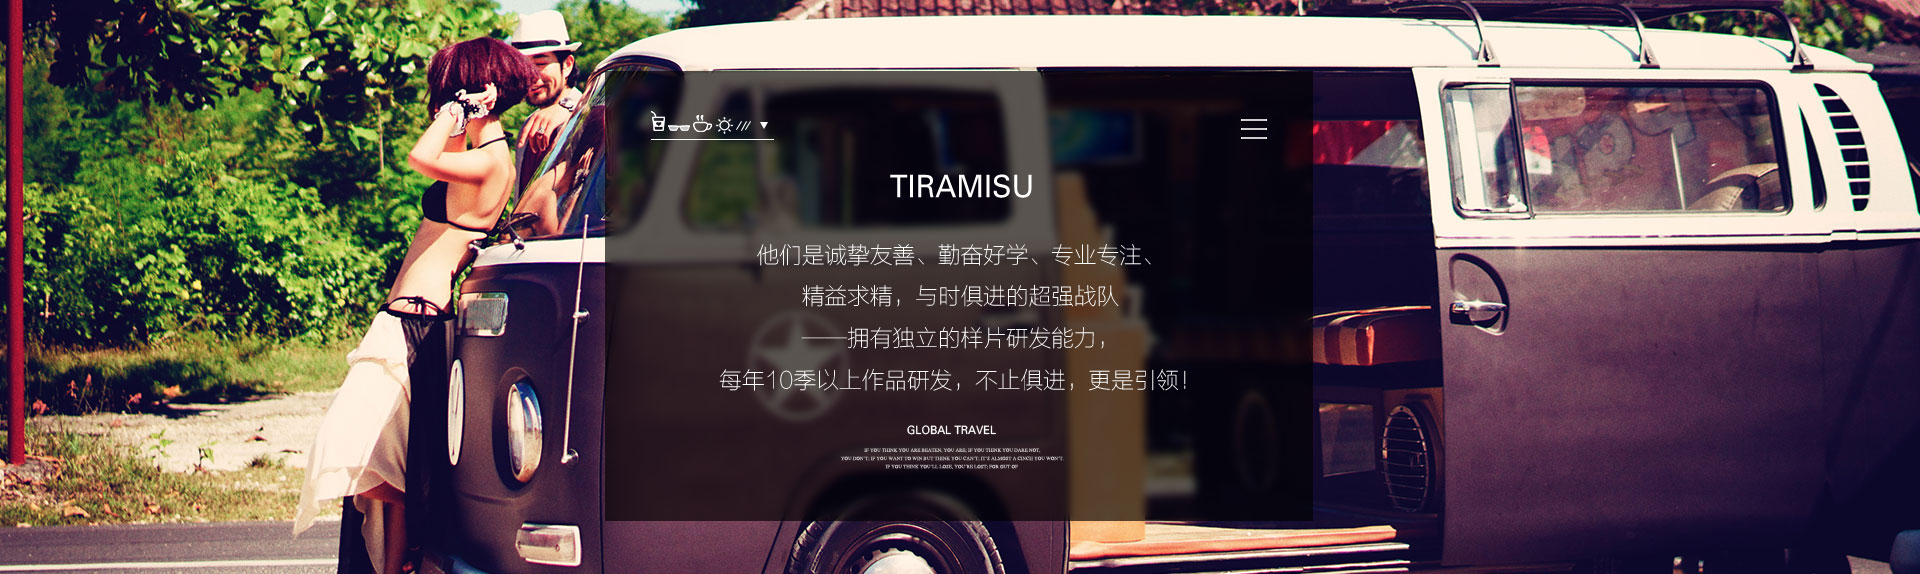 TIRAMISU
他们是诚挚友善、勤奋好学、专业专注、
精益求精，与时俱进的超强战队
——拥有独立的样片研发能力，
每年10季以上作品研发，不止俱进，更是引领！
GLOBAL TRAVEL
IF YOU THINK YOU ARE BEATEN, YOU ARE; IF YOU THINK YOU DARE NOT,
YOU DON'T; IF YOU WANT TO WIN BUT THINK YOU CAN'T; IT'S ALMOST A CINCH YOU WON'T.
IF YOU THINK YOU'LL LOSE, YOU'RE LOST; FOR OUT OF